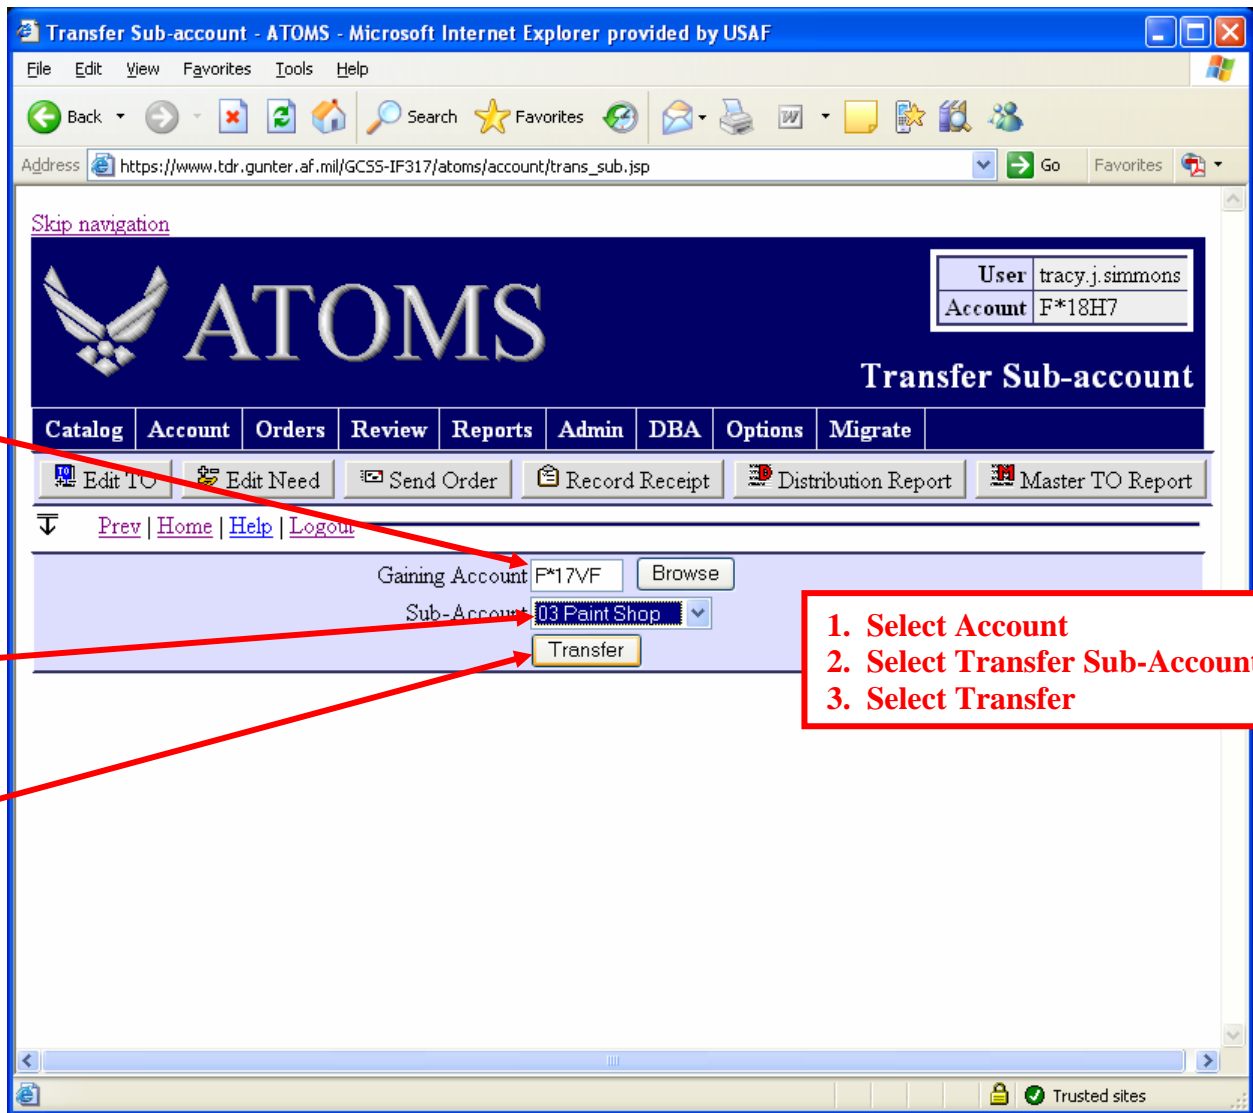 Transfer Sub-account - ATOMS - Microsoft Internet Explorer provided by USAF
File Edit View Favorites Tools Help
Back Search Favorites
Address https://www.tdr.gunter.af.mil/GCSS-IF317/atoms/account/trans_sub.jsp Go Favorites
Skip navigation
ATOMS
User tracy.j.simmons
Account F*18H7
Transfer Sub-account
Catalog Account Orders Review Reports Admin DBA Options Migrate
Edit TO Edit Need Send Order Record Receipt Distribution Report Master TO Report
Prev | Home | Help | Logout
Gaining Account F*17VF Browse
Sub-Account 03 Paint Shop
Transfer
1. Select Account
2. Select Transfer Sub-Account
3. Select Transfer
Trusted sites